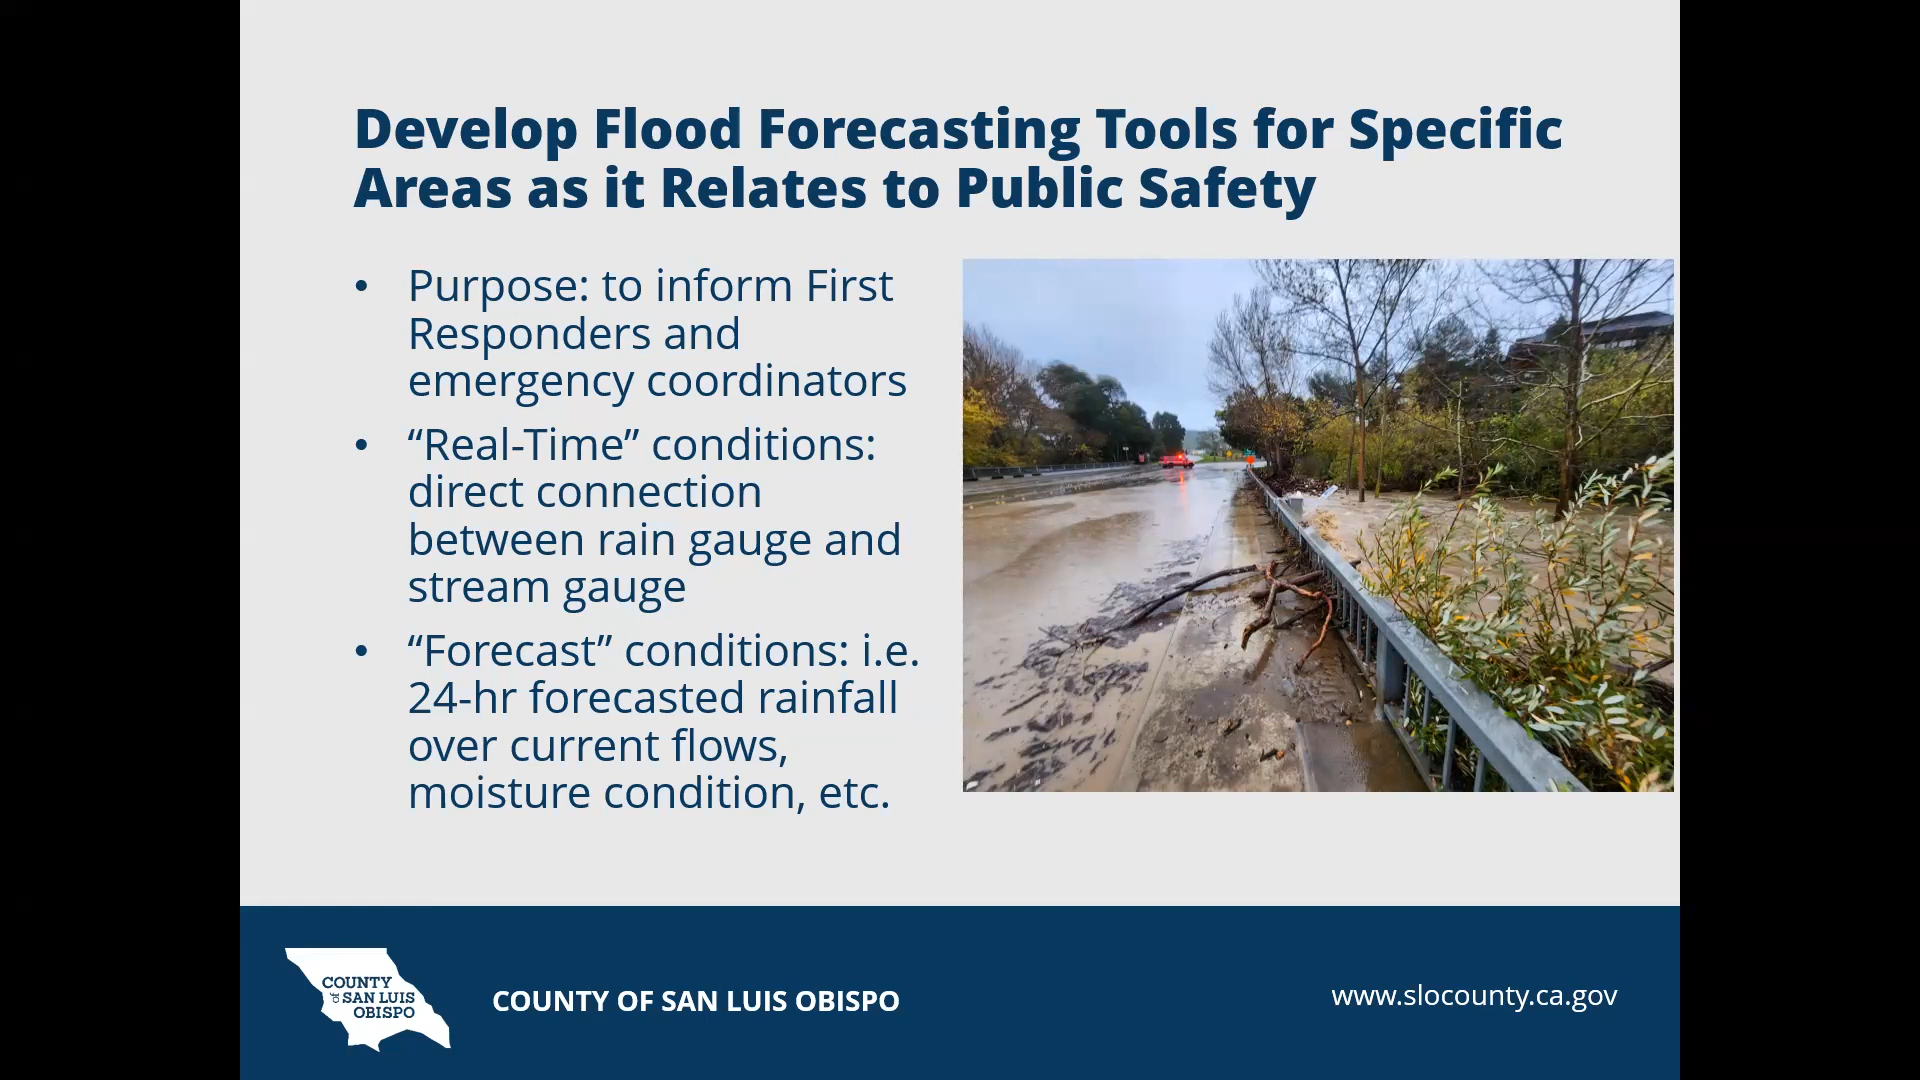 Develop Flood Forecasting Tools for Specific
Areas as it Relates to Public Safety
• Purpose: to inform First
Responders and
emergency coordinators
• “Real-Time” conditions:
direct connection
between rain gauge and
stream gauge
• “Forecast” conditions: i.e.
24-hr forecasted rainfall
over current flows,
moisture condition, etc.
COUNTY
OF SAN LUIS
OBISPO
COUNTY OF SAN LUIS OBISPO
www.slocounty.ca.gov